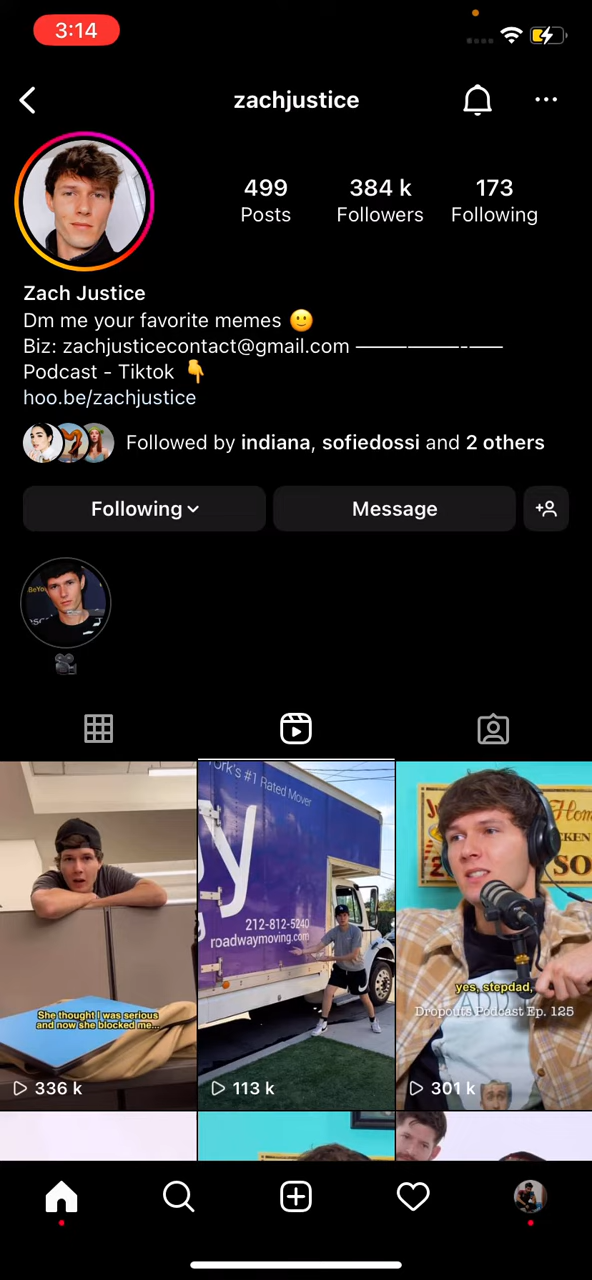 3:14
zachjustice
499
384 k
173
Posts
Followers
Following
Zach Justice
Dm me your favorite memes 🙂
Biz: zachjusticecontact@gmail.com ————-—
Podcast - Tiktok 👇
hoo.be/zachjustice
Followed by indiana, sofiedossi and 2 others
Following
Message
🎥
York's #1 Rated Mover
y
212-812-5240
roadwaymoving.com
She thought I was serious
and now she blocked me...
yes, stepdad,
Dropouts Podcast Ep. 125
336 k
113 k
301 k